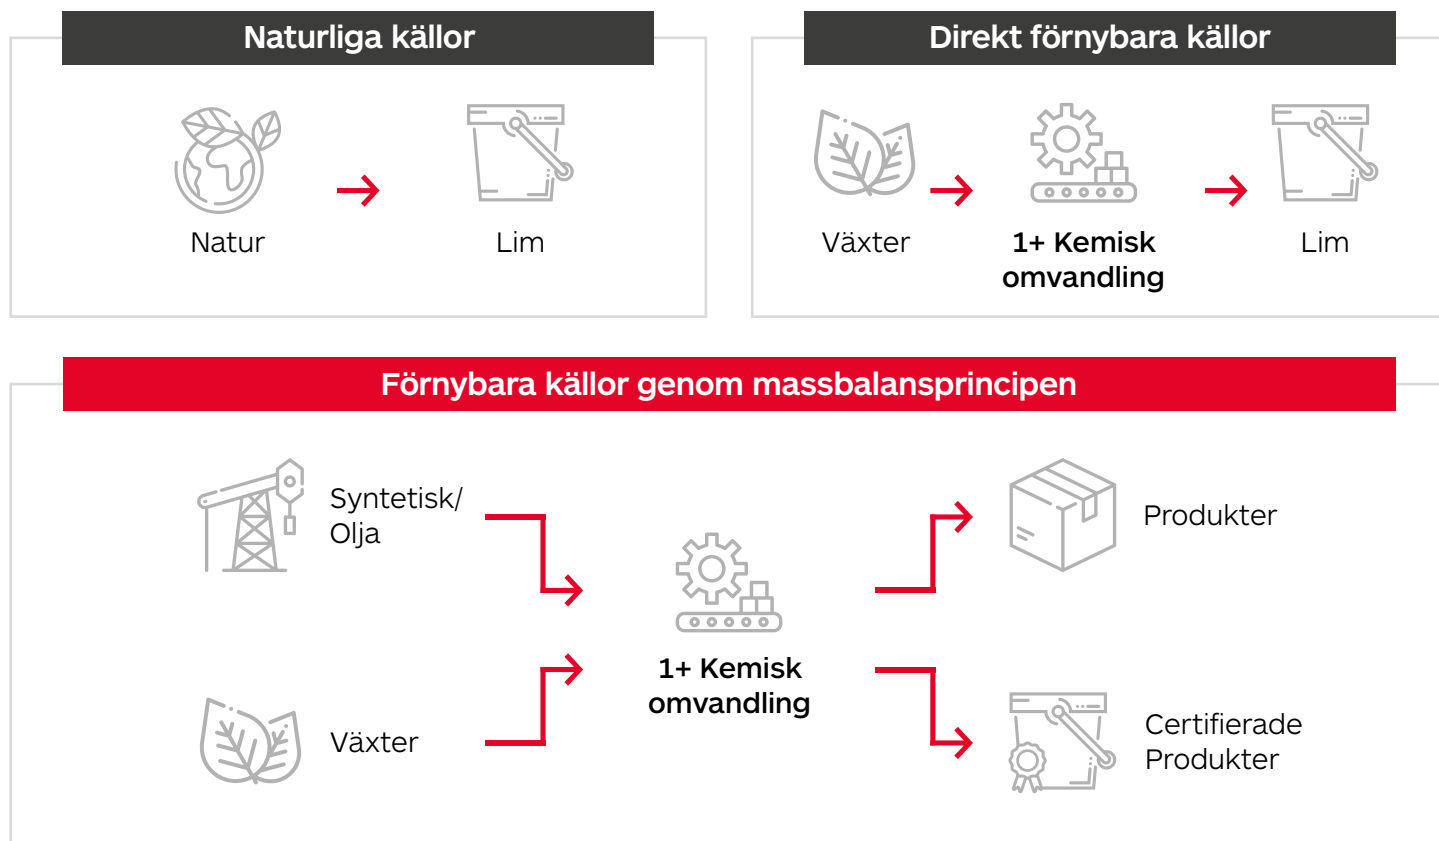 Naturliga källor
Natur
Lim
Direkt förnybara källor
Växter
1+ Kemisk
omvandling
Lim
Förnybara källor genom massbalansprincipen
Syntetisk/
Olja
Växter
1+ Kemisk
omvandling
Produkter
Certifierade
Produkter